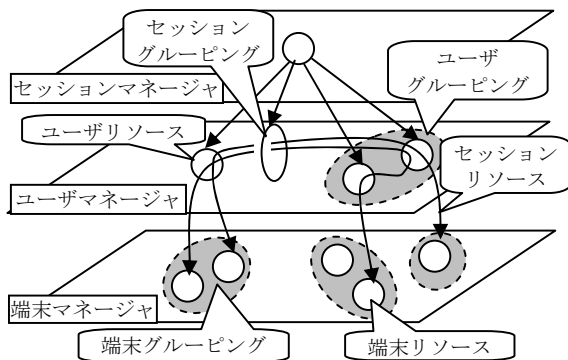 セッション
グルーピング
ユーザ
グルーピング
セッションマネージャ
ユーザリソース
セッション
リソース
ユーザマネージャ
端末マネージャ
端末グルーピング
端末リソース